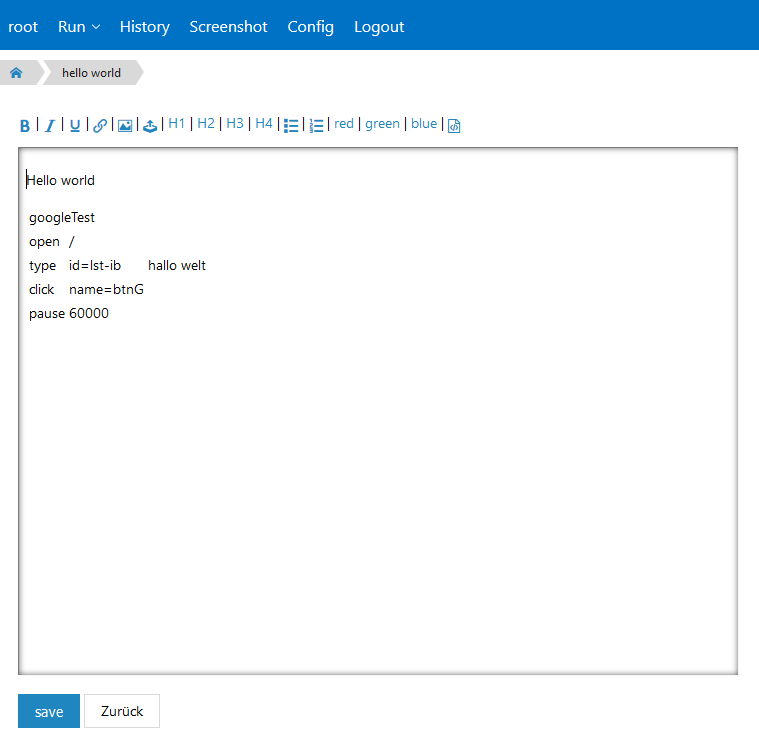 root Run History Screenshot Config Logout
hello world
B | I | U | | | | H1 | H2 | H3 | H4 | | | red | green | blue |
Hello world
googleTest
open /
type id=lst-ib hallo welt
click name=btnG
pause 60000
save Zurück